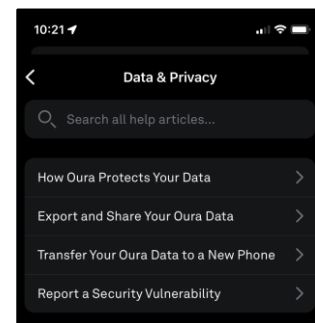 10:21
Data & Privacy
Search all help articles...
How Oura Protects Your Data
Export and Share Your Oura Data
Transfer Your Oura Data to a New Phone
Report a Security Vulnerability